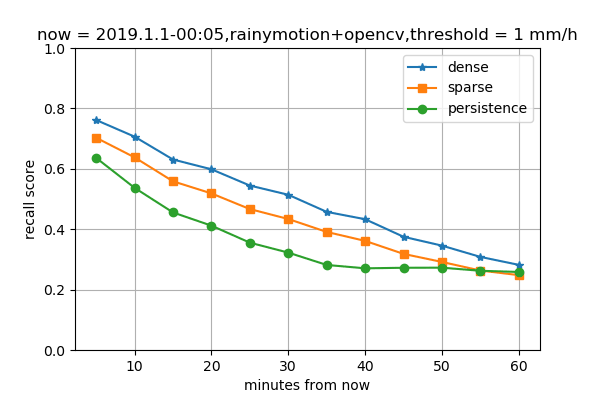 now = 2019.1.1-00:05,rainymotion+opencv,threshold = 1 mm/h
1.0
0.8
0.6
0.4
0.2
0.0
recall score
dense
sparse
persistence
10
20
30
40
50
60
minutes from now